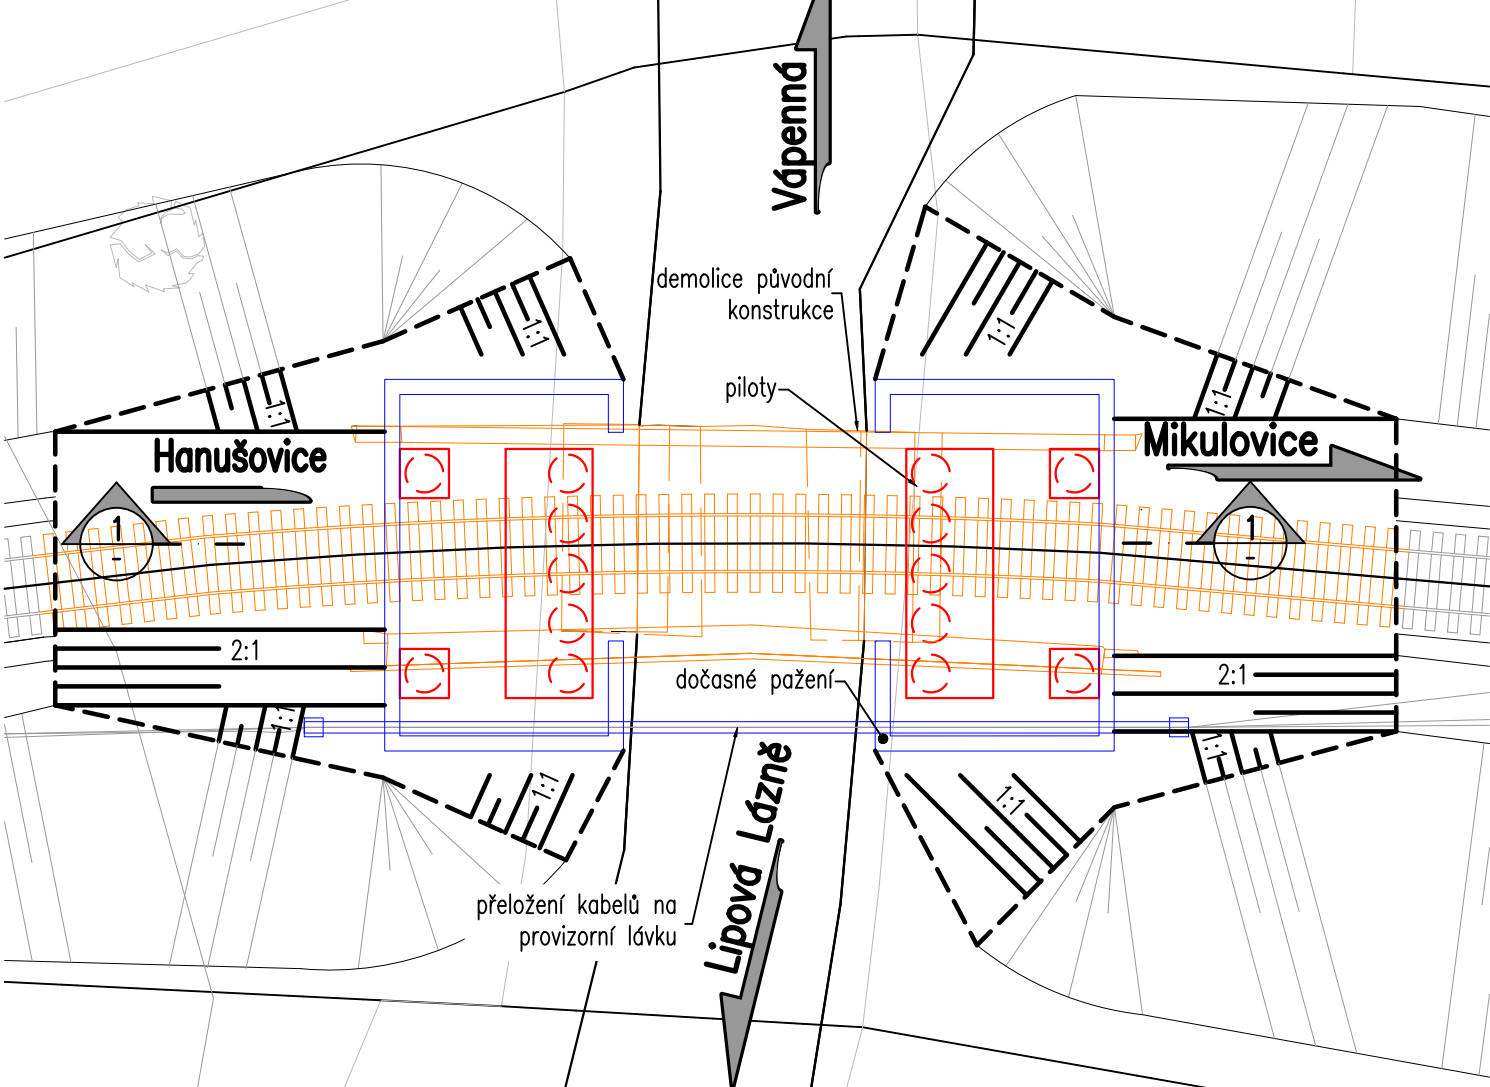 Vápenná
demolice původní
konstrukce
1:1
1:1
piloty
1:1
1:1
Hanušovice
Mikulovice
1
-
1
-
2:1
2:1
dočasné pažení
1:1
1:1
1:1
1:1
Lipová Lázně
přeložení kabelů na
provizorní lávku